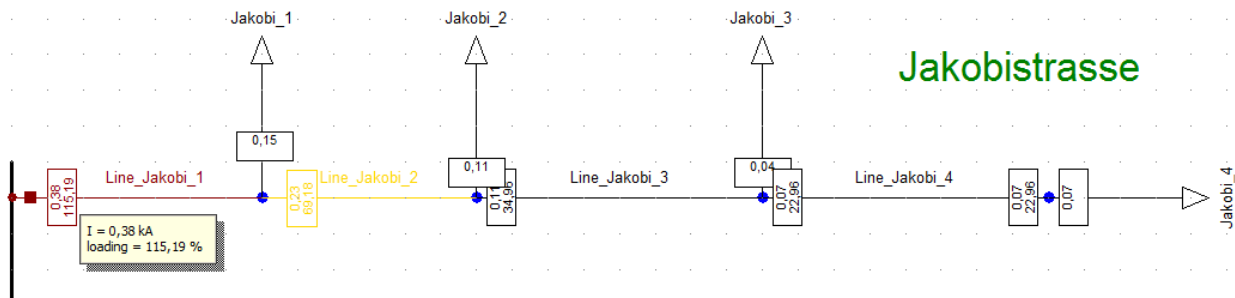 Jakobi_1
Jakobi_2
Jakobi_3
Jakobistrasse
0,15
0,11
0,04
Line_Jakobi_1
Line_Jakobi_2
Line_Jakobi_3
Line_Jakobi_4
0,38
115,19
0,23
69,18
0,11
34,96
0,07
22,96
0,07
22,96
0,07
Jakobi_4
I = 0,38 kA
loading = 115,19 %